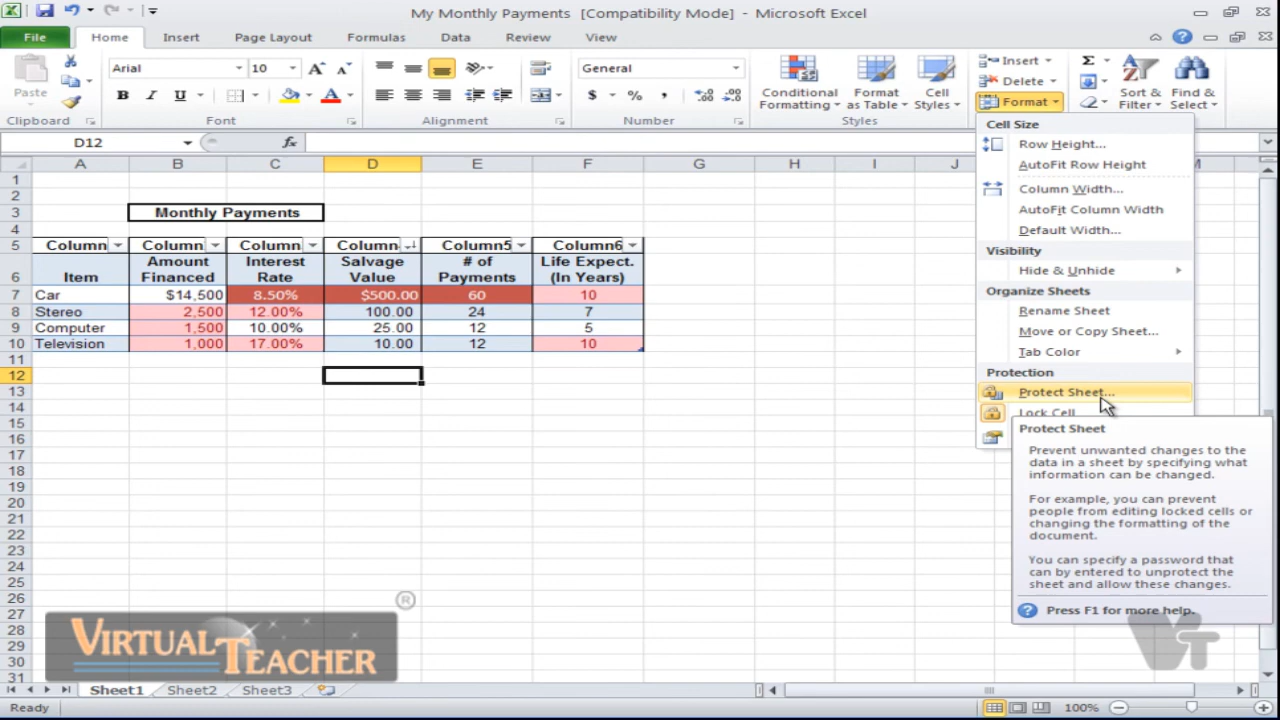 My Monthly Payments [Compatibility Mode] - Microsoft Excel
File Home Insert Page Layout Formulas Data Review View
Paste
Clipboard
Arial 10
B I U
Font
Alignment
General
$ % ,
Number
Conditional Formatting
Format as Table
Cell Styles
Styles
Insert
Delete
Format
Sort & Filter
Find & Select
D12 fx
A B C D E F G H I J M
1
2
3 Monthly Payments
4
5 Column Column Column Column Column5 Column6
6 Item Amount Financed Interest Rate Salvage Value # of Payments Life Expect. (In Years)
7 Car $14,500 8.50% $500.00 60 10
8 Stereo 2,500 12.00% 100.00 24 7
9 Computer 1,500 10.00% 25.00 12 5
10 Television 1,000 17.00% 10.00 12 10
11
12
13
14
15
16
17
18
19
20
21
22
23
24
25
26
27
28
29
30
31
Cell Size
Row Height...
AutoFit Row Height
Column Width...
AutoFit Column Width
Default Width...
Visibility
Hide & Unhide
Organize Sheets
Rename Sheet
Move or Copy Sheet...
Tab Color
Protection
Protect Sheet...
Lock Cell
Protect Sheet
Prevent unwanted changes to the
data in a sheet by specifying what
information can be changed.
For example, you can prevent
people from editing locked cells or
changing the formatting of the
document.
You can specify a password that
can be entered to unprotect the
sheet and allow these changes.
Press F1 for more help.
VIRTUAL
TEACHER
®
VT
Sheet1 Sheet2 Sheet3
Ready 100%